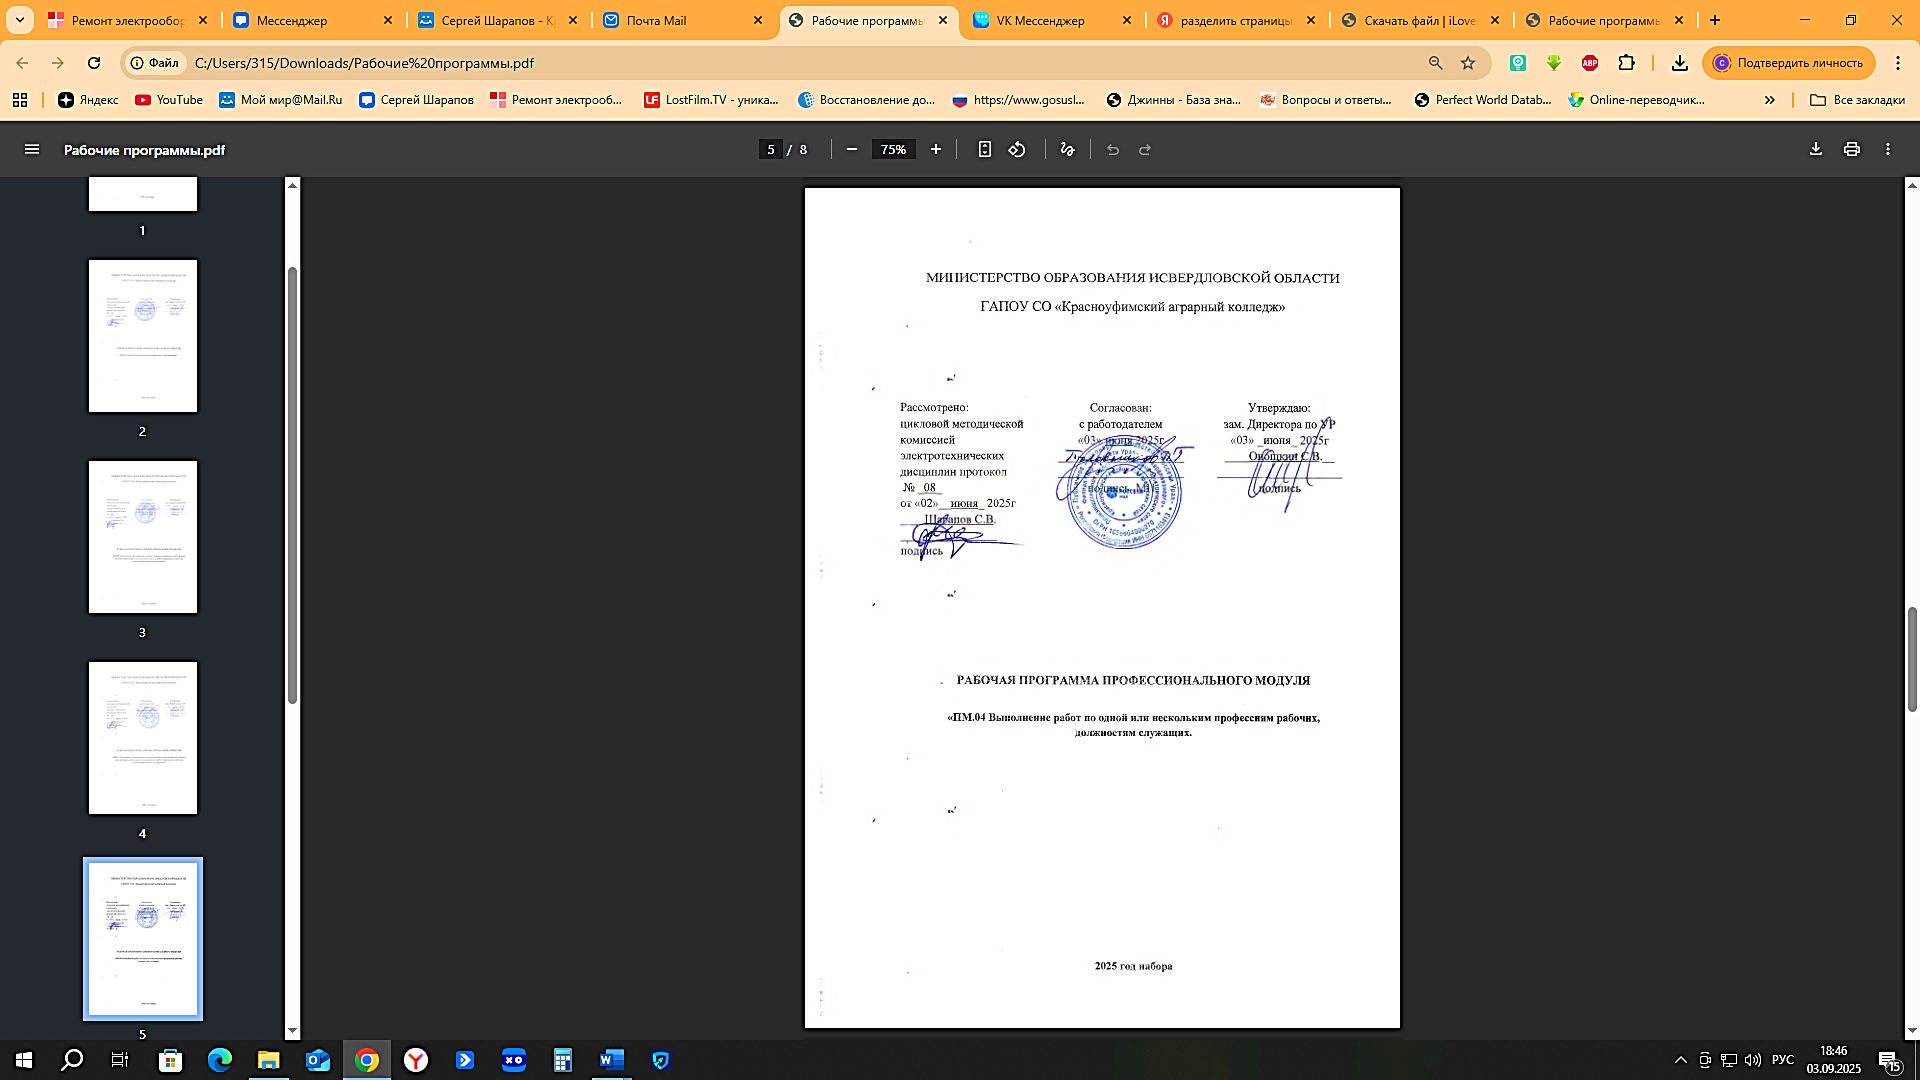 Ремонт электрообор
Мессенджер
Сергей Шарапов - К
Почта Mail
Рабочие программы
VK Мессенджер
разделить страницы
Скачать файл | iLove
Рабочие программы
Файл
C:/Users/315/Downloads/Рабочие%20программы.pdf
ABP
C
Подтвердить личность
Яндекс
YouTube
Мой мир@Mail.Ru
Сергей Шарапов
Ремонт электрооб...
LostFilm.TV - уника...
Восстановление до...
https://www.gosusl...
Джинны - База зна...
Вопросы и ответы...
Perfect World Datab...
Online-переводчик...
Все закладки
Рабочие программы.pdf
5 / 8
75%
1
2
3
4
5
МИНИСТЕРСТВО ОБРАЗОВАНИЯ ИСВЕРДЛОВСКОЙ ОБЛАСТИ
ГАПОУ СО «Красноуфимский аграрный колледж»
Рассмотрено:
цикловой методической
комиссией
электротехнических
дисциплин протокол
№ _08_
от «02»__июня_ 2025г
Шарапов С.В.
подпись
Согласован:
с работодателем
«03» июня 2025г
подпись МП
Утверждаю:
зам. Директора по УР
«03» _июня_ 2025г
Оношкин С.В.
подпись
РАБОЧАЯ ПРОГРАММА ПРОФЕССИОНАЛЬНОГО МОДУЛЯ
«ПМ.04 Выполнение работ по одной или нескольким профессиям рабочих,
должностям служащих.
2025 год набора
РУС
18:46
03.09.2025
15